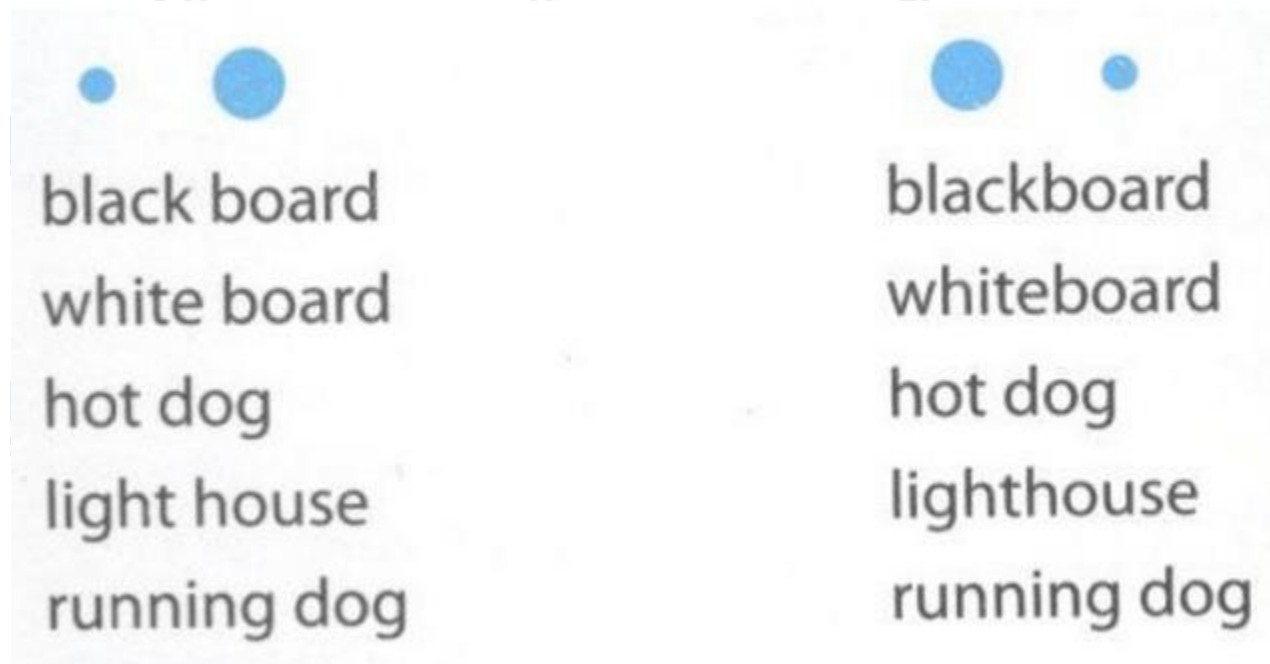 black board
white board
hot dog
light house
running dog
blackboard
whiteboard
hot dog
lighthouse
running dog